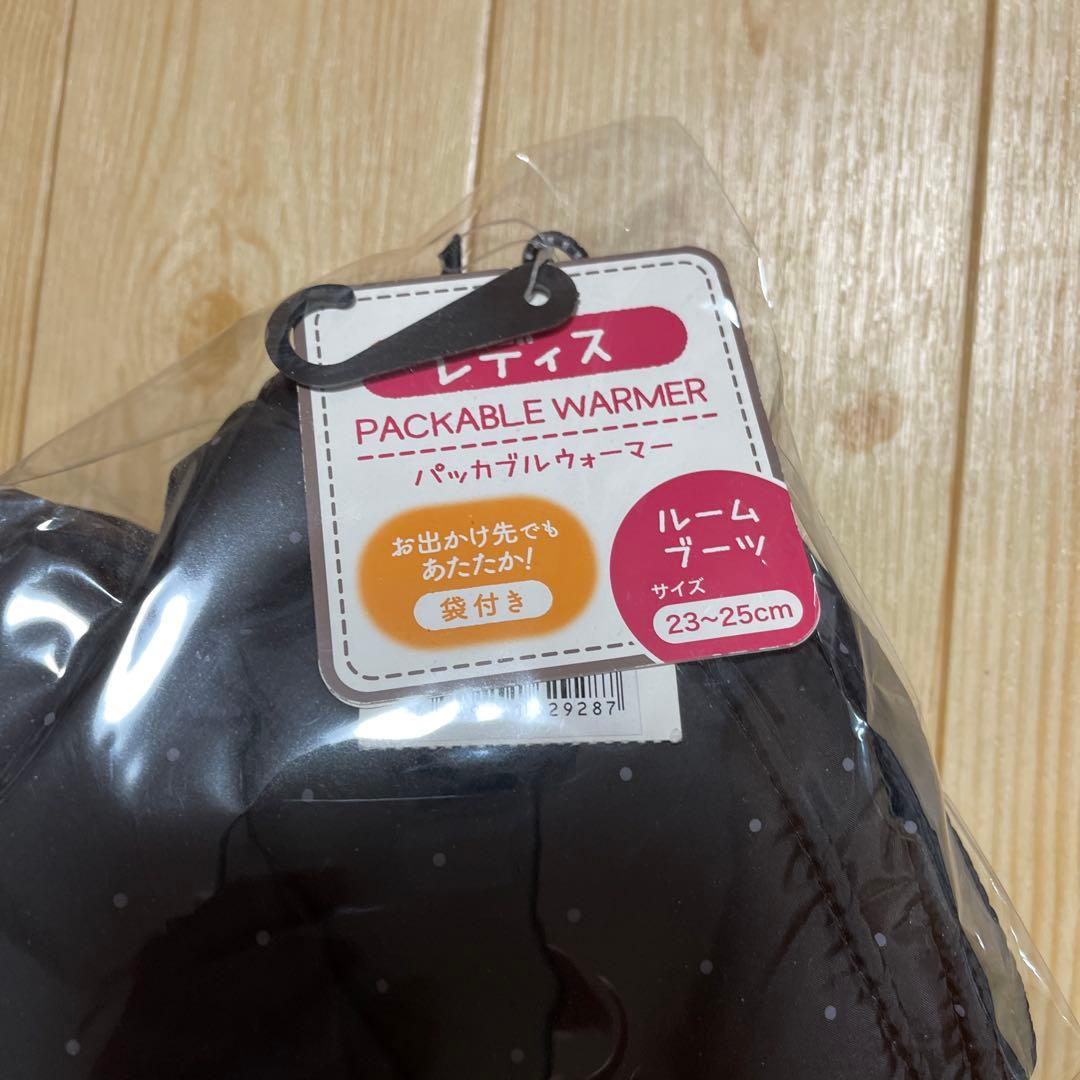 レディス
PACKABLE WARMER
パッカブルウォーマー
お出かけ先でも
あたたか!
袋付き
ルーム
ブーツ
サイズ
23~25cm
29287